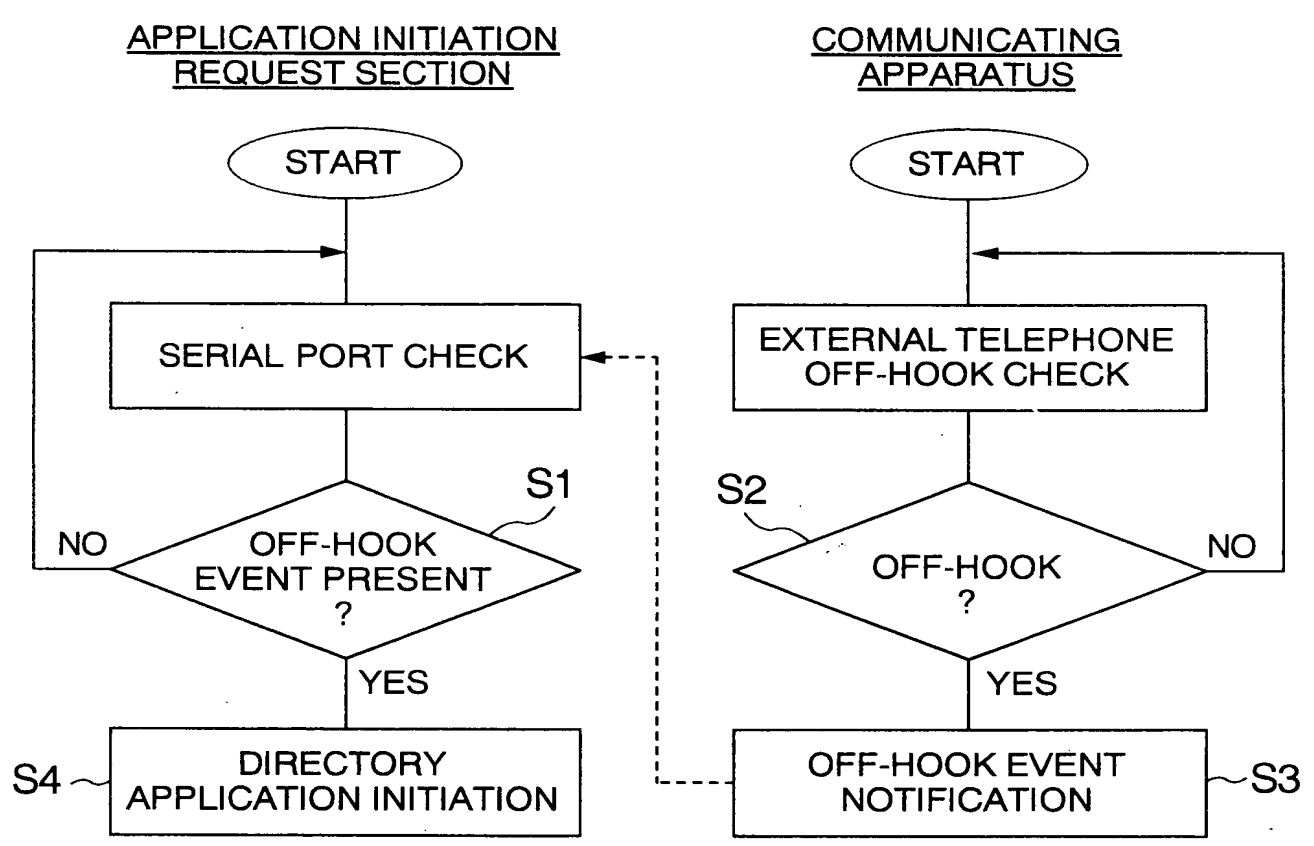 APPLICATION INITIATION
REQUEST SECTION
START
SERIAL PORT CHECK
S1
NO
OFF-HOOK
EVENT PRESENT
?
YES
S4
DIRECTORY
APPLICATION INITIATION
COMMUNICATING
APPARATUS
START
EXTERNAL TELEPHONE
OFF-HOOK CHECK
S2
OFF-HOOK
?
NO
YES
OFF-HOOK EVENT
NOTIFICATION
S3